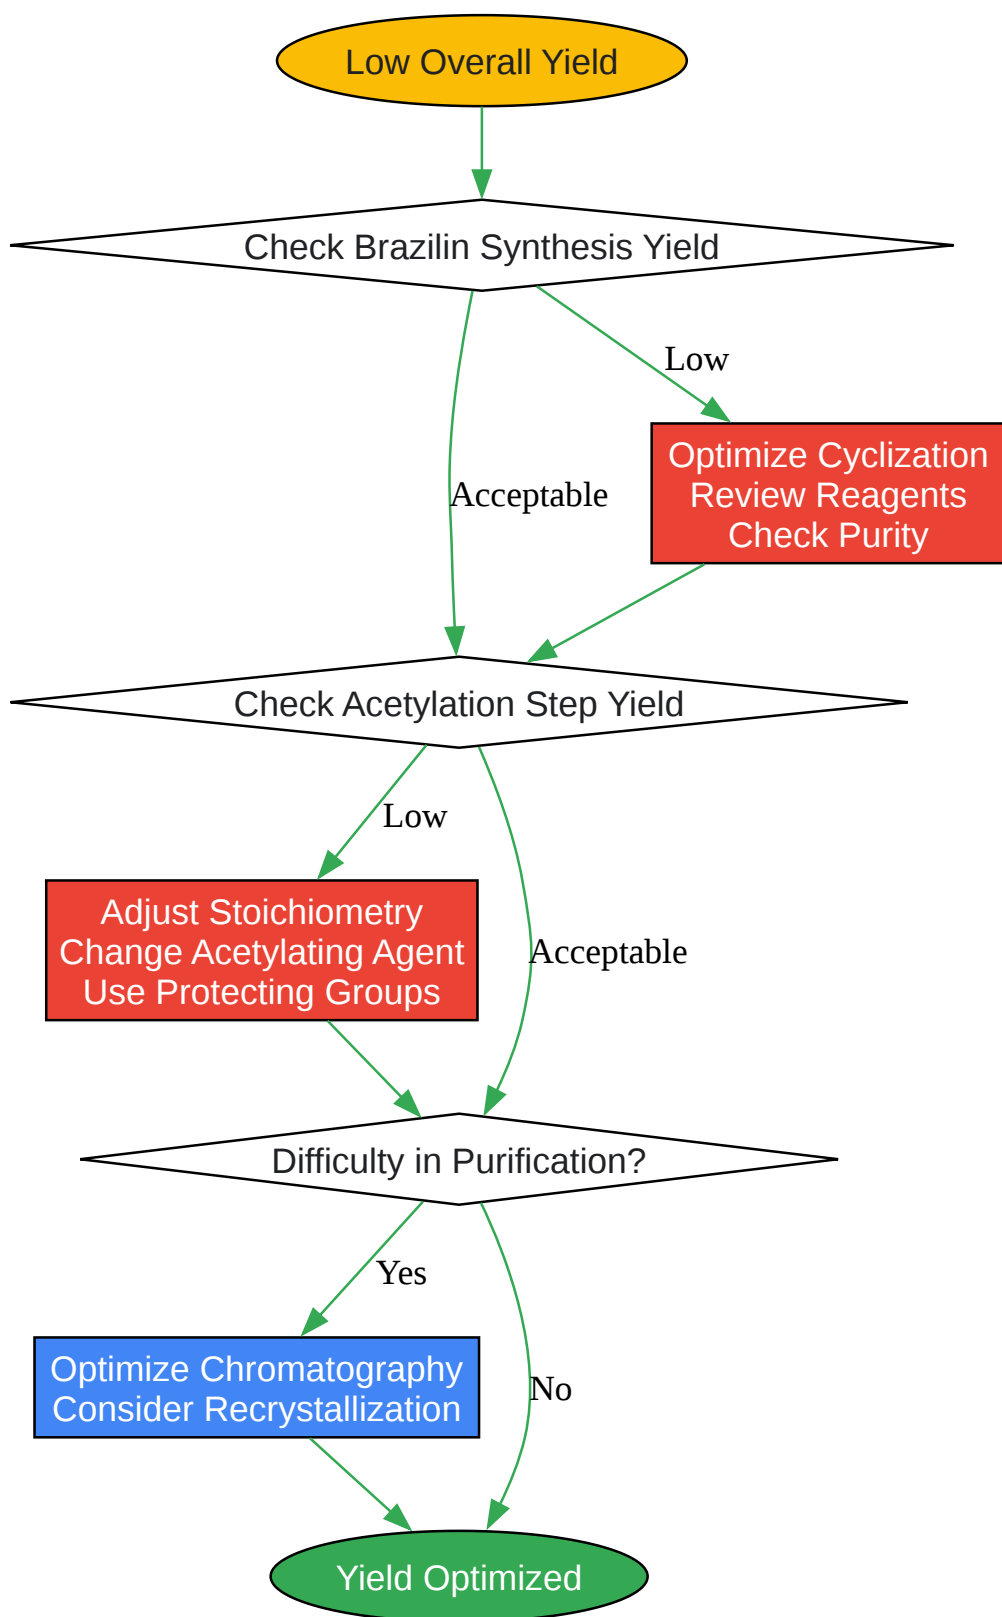 Low Overall Yield
Check Brazilin Synthesis Yield
Low
Optimize Cyclization
Review Reagents
Check Purity
Acceptable
Check Acetylation Step Yield
Low
Adjust Stoichiometry
Change Acetylating Agent
Use Protecting Groups
Acceptable
Difficulty in Purification?
Yes
Optimize Chromatography
Consider Recrystallization
No
Yield Optimized